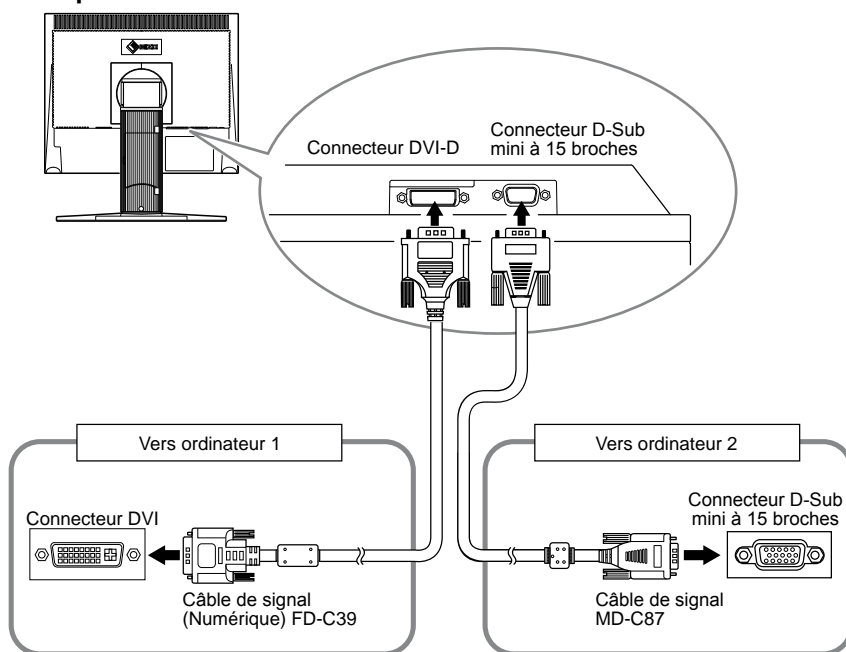 Connecteur DVI-D
Connecteur D-Sub
mini à 15 broches
Vers ordinateur 1
Vers ordinateur 2
Connecteur DVI
Connecteur D-Sub
mini à 15 broches
Câble de signal
(Numérique) FD-C39
Câble de signal
MD-C87